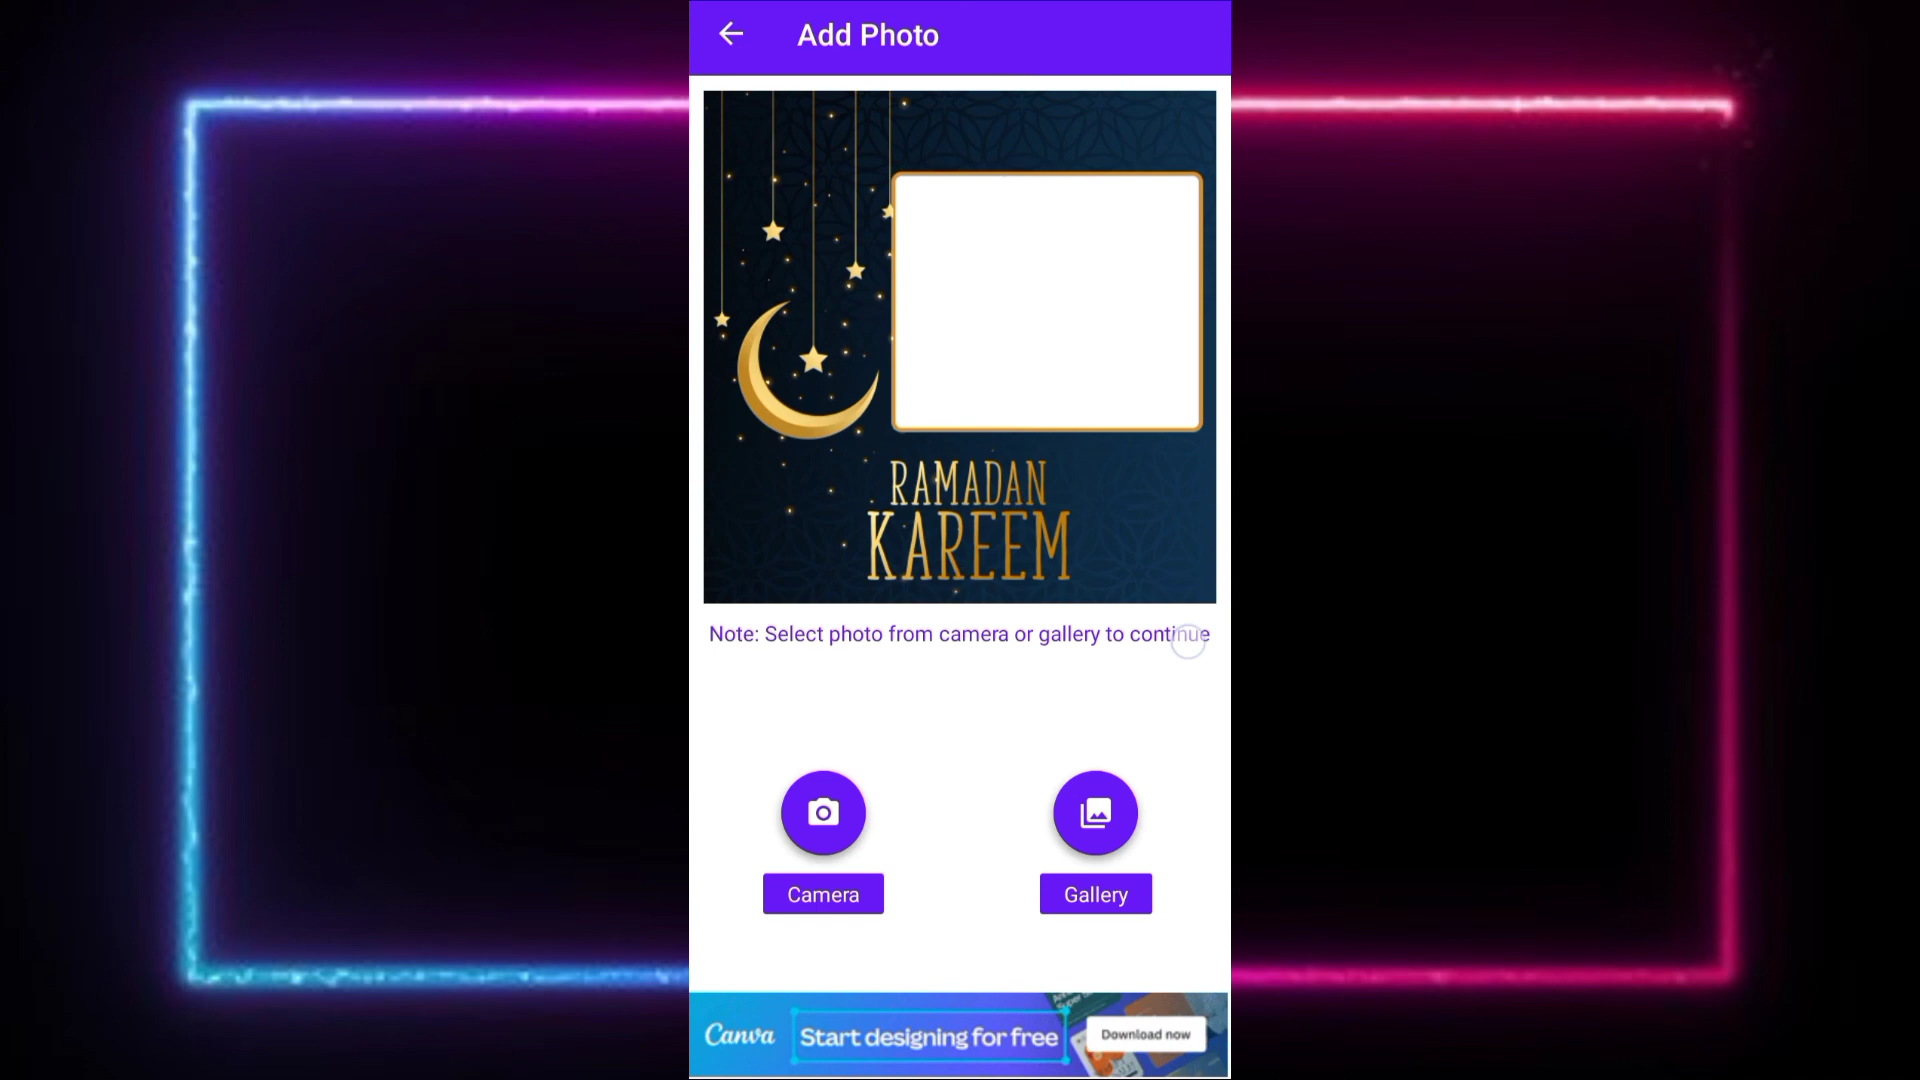 Add Photo
RAMADAN
KAREEM
Note: Select photo from camera or gallery to continue
Camera
Gallery
Canva
Start designing for free
Download now